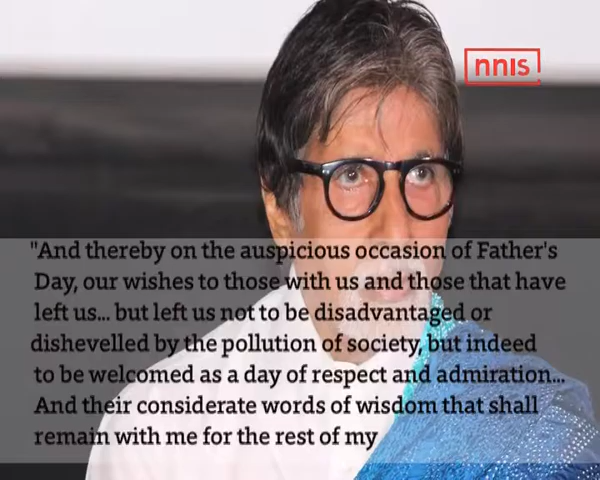 nnis
"And thereby on the auspicious occasion of Father's
Day, our wishes to those with us and those that have
left us... but left us not to be disadvantaged or
dishevelled by the pollution of society, but indeed
to be welcomed as a day of respect and admiration...
And their considerate words of wisdom that shall
remain with me for the rest of my